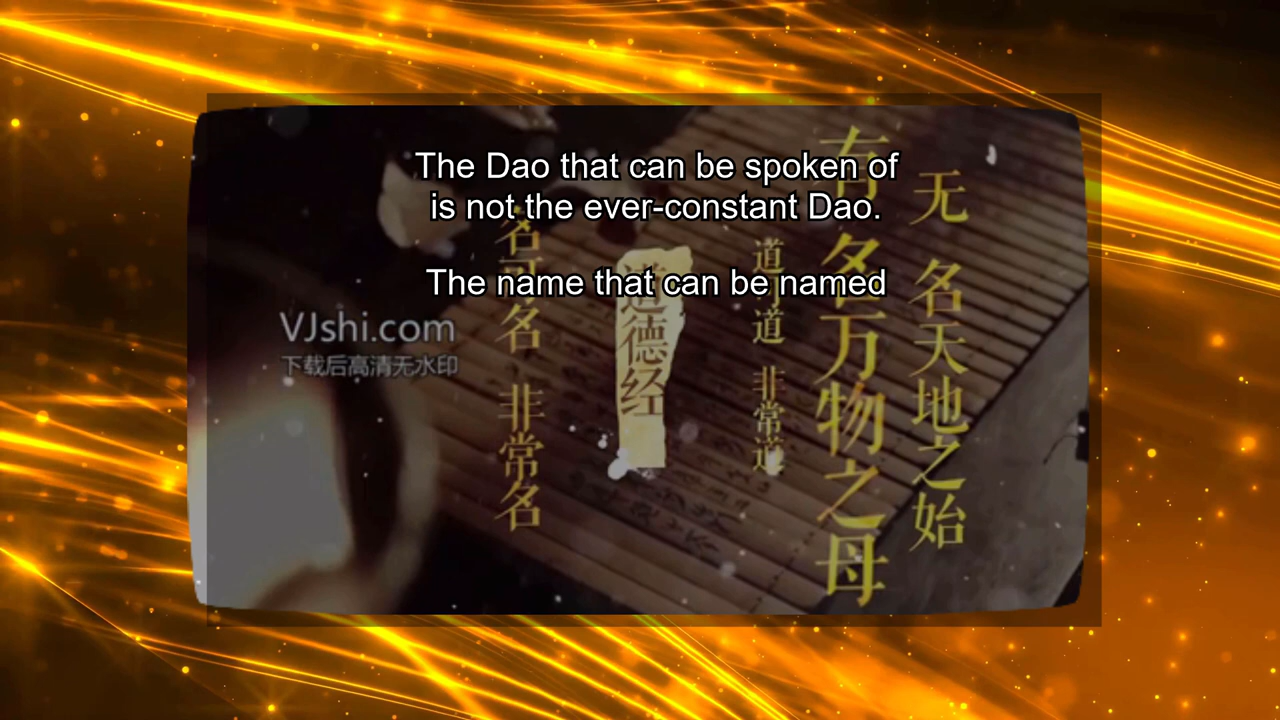 The Dao that can be spoken of
is not the ever-constant Dao.
The name that can be named
无 名天地之始
有名万物之母
道可道 非常道
道德经
名可名 非常名
VJshi.com
下载后高清无水印